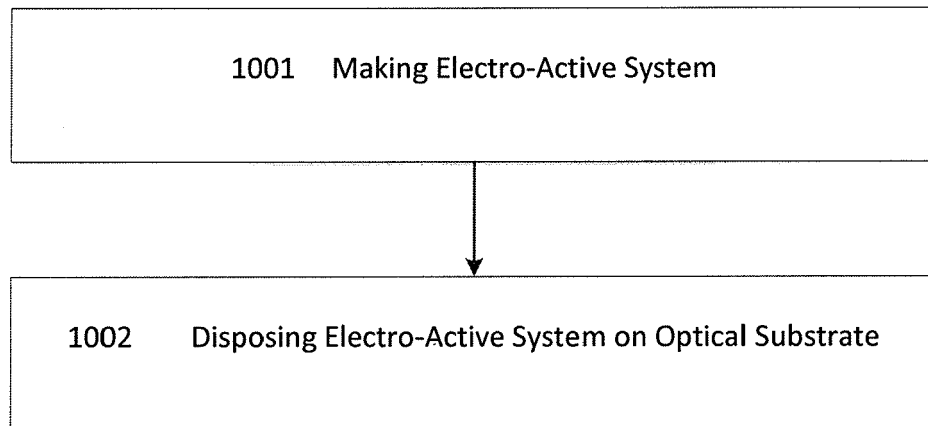 1001 Making Electro-Active System
1002 Disposing Electro-Active System on Optical Substrate